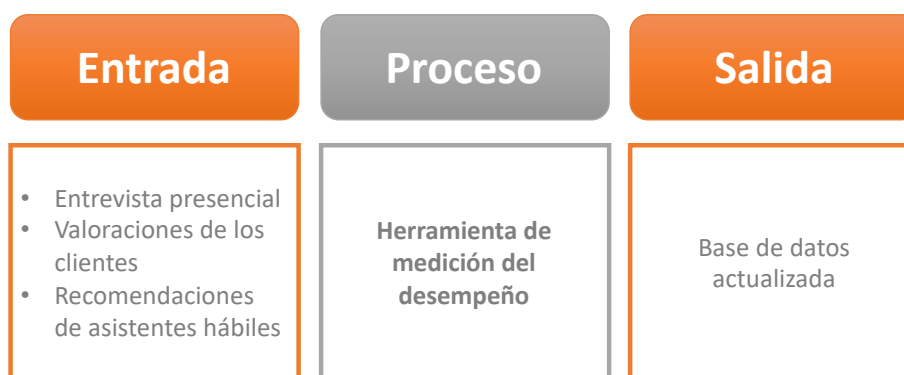 Entrada
Proceso
Salida
• Entrevista presencial
• Valoraciones de los
clientes
• Recomendaciones
de asistentes hábiles
Herramienta de
medición del
desempeño
Base de datos
actualizada